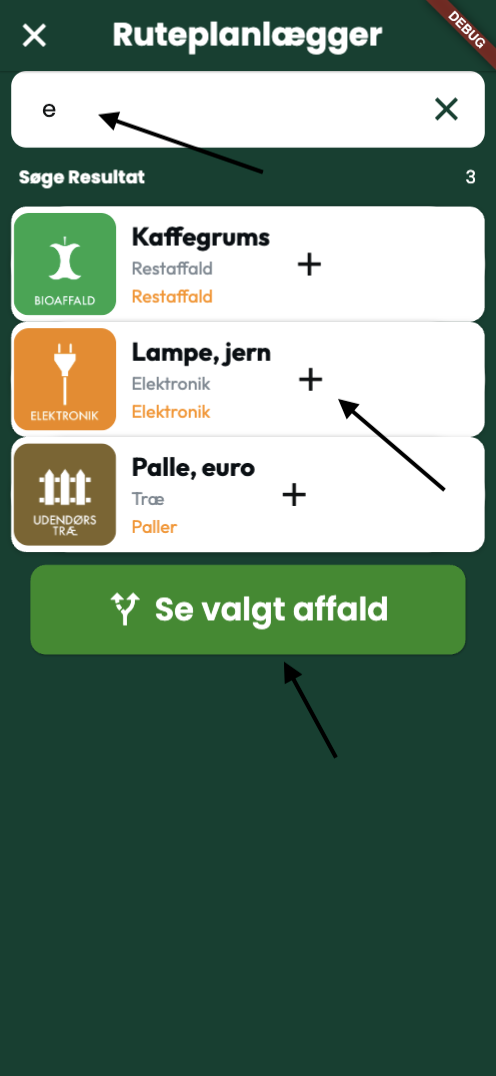 Ruteplanlægger
DEBUG
e
Søge Resultat
3
Kaffegrums
Restaffald
Restaffald
BIOAFFALD
Lampe, jern
Elektronik
Elektronik
ELEKTRONIK
Palle, euro
Træ
Paller
UDENDØRS
TRÆ
Se valgt affald